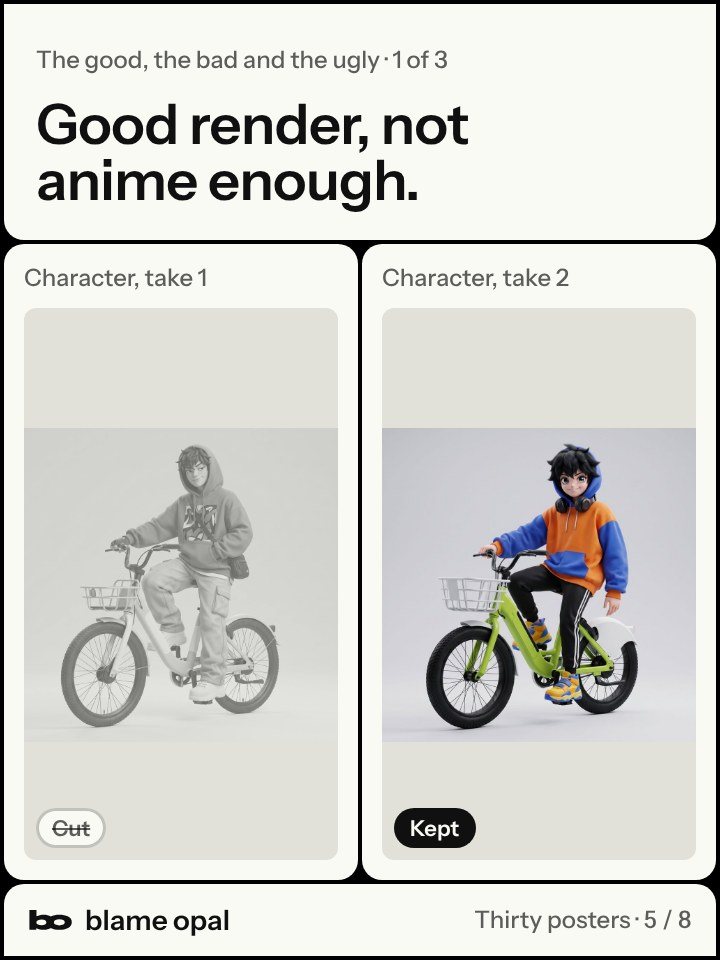 The good, the bad and the ugly · 1 of 3
Good render, not
anime enough.
Character, take 1
Character, take 2
Cut
Kept
bo blame opal
Thirty posters · 5 / 8